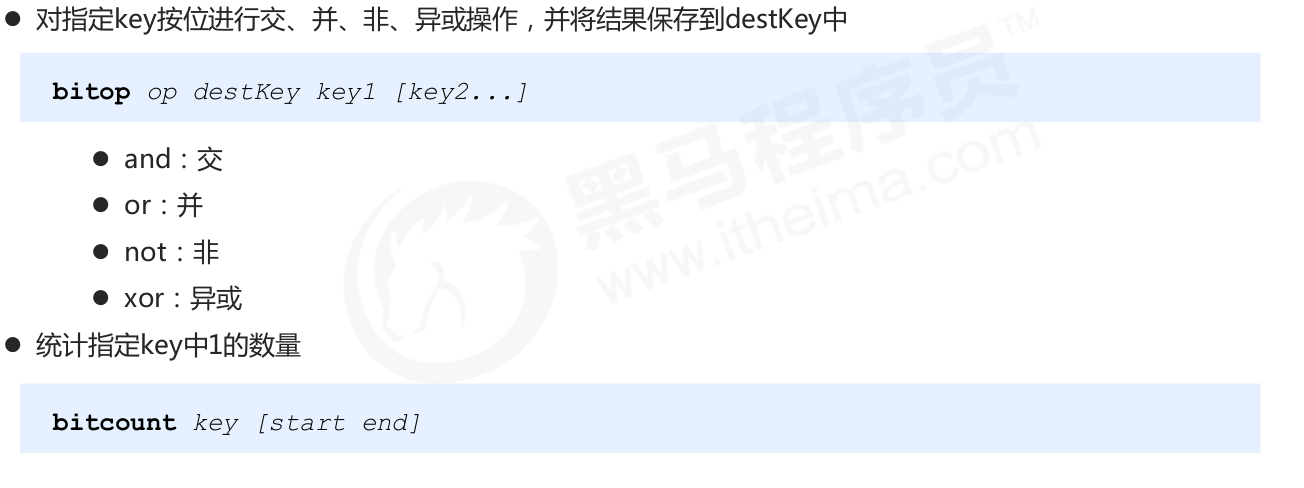 ● 对指定key按位进行交、并、非、异或操作，并将结果保存到destKey中
bitop op destKey key1 [key2...]
● and：交
● or：并
● not：非
● xor：异或
● 统计指定key中1的数量
bitcount key [start end]
黑马程序员™
www.itheima.com